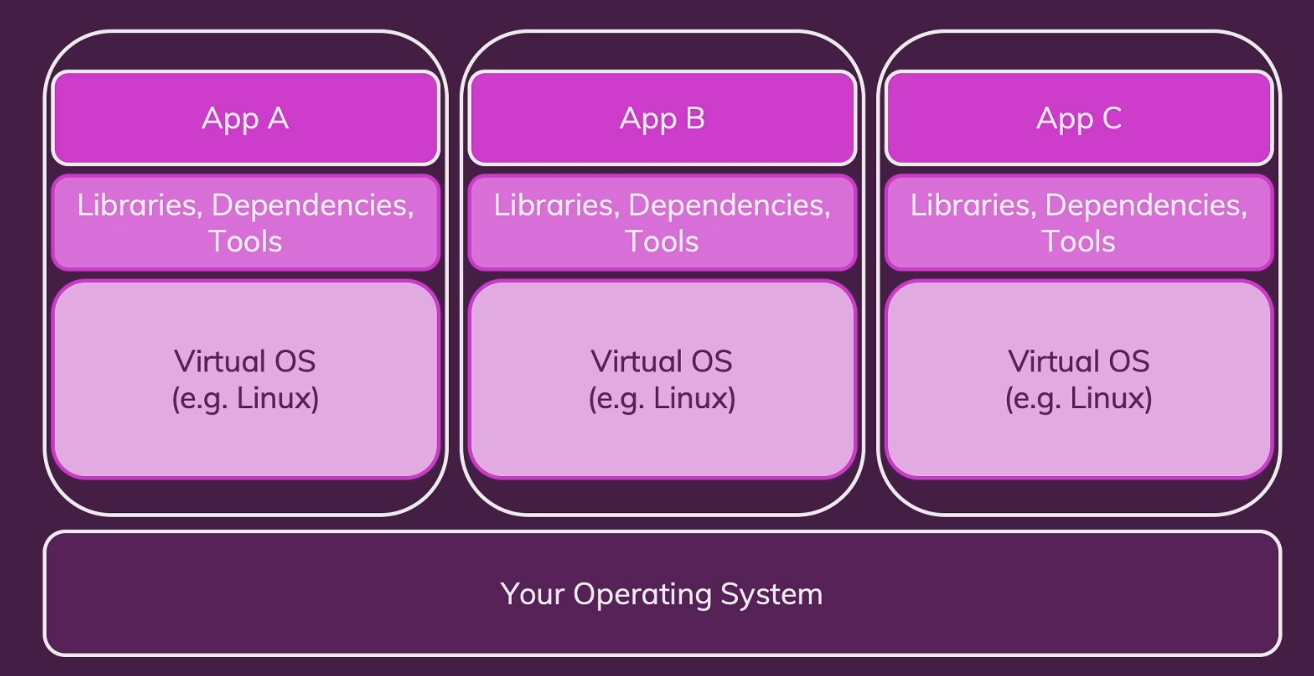 App A
Libraries, Dependencies,
Tools
Virtual OS
(e.g. Linux)
App B
Libraries, Dependencies,
Tools
Virtual OS
(e.g. Linux)
App C
Libraries, Dependencies,
Tools
Virtual OS
(e.g. Linux)
Your Operating System